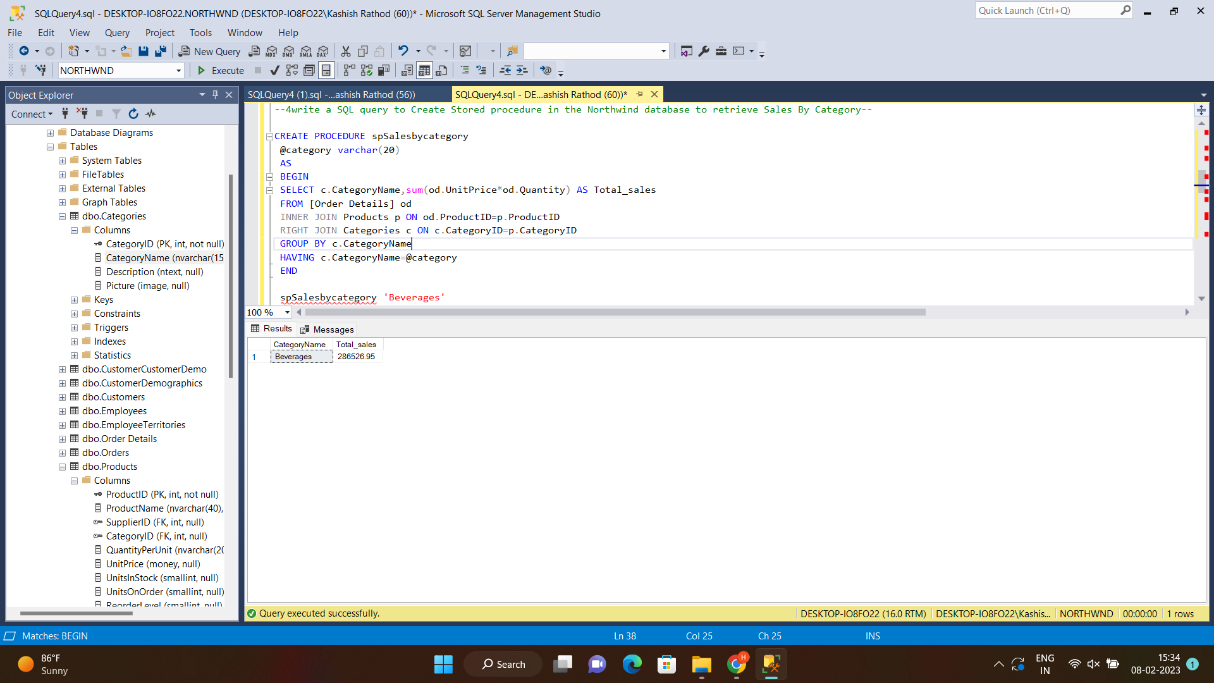 SQLQuery4.sql - DESKTOP-IO8FO22.NORTHWND (DESKTOP-IO8FO22\Kashish Rathod (60))* - Microsoft SQL Server Management Studio
Quick Launch (Ctrl+Q)
File Edit View Query Project Tools Window Help
New Query
NORTHWND
Execute
Object Explorer
SQLQuery4 (1).sql -...ashish Rathod (56))
SQLQuery4.sql - DE...ashish Rathod (60))*
Connect
Database Diagrams
Tables
System Tables
FileTables
External Tables
Graph Tables
dbo.Categories
Columns
CategoryID (PK, int, not null)
CategoryName (nvarchar(15
Description (ntext, null)
Picture (image, null)
Keys
Constraints
Triggers
Indexes
Statistics
dbo.CustomerCustomerDemo
dbo.CustomerDemographics
dbo.Customers
dbo.Employees
dbo.EmployeeTerritories
dbo.Order Details
dbo.Orders
dbo.Products
Columns
ProductID (PK, int, not null)
ProductName (nvarchar(40),
SupplierID (FK, int, null)
CategoryID (FK, int, null)
QuantityPerUnit (nvarchar(20
UnitPrice (money, null)
UnitsInStock (smallint, null)
UnitsOnOrder (smallint, null)
ReorderLevel (smallint, null)
--4write a SQL query to Create Stored procedure in the Northwind database to retrieve Sales By Category--
CREATE PROCEDURE spSalesbycategory
@category varchar(20)
AS
BEGIN
SELECT c.CategoryName,sum(od.UnitPrice*od.Quantity) AS Total_sales
FROM [Order Details] od
INNER JOIN Products p ON od.ProductID=p.ProductID
RIGHT JOIN Categories c ON c.CategoryID=p.CategoryID
GROUP BY c.CategoryName
HAVING c.CategoryName=@category
END
spSalesbycategory 'Beverages'
100 %
Results Messages
CategoryName Total_sales
1 Beverages 286526.95
Query executed successfully.
DESKTOP-IO8FO22 (16.0 RTM) DESKTOP-IO8FO22\Kashis... NORTHWND 00:00:00 1 rows
Matches: BEGIN Ln 38 Col 25 Ch 25 INS
86°F
Sunny
Search
ENG
IN
15:34
08-02-2023
1